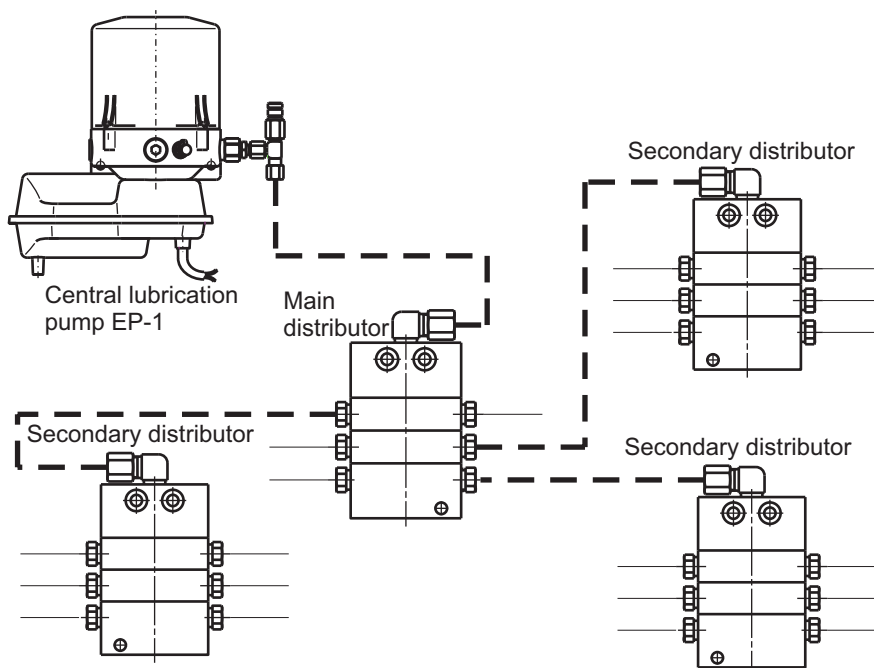 Secondary distributor
Central lubrication
pump EP-1
Main
distributor
Secondary distributor
Secondary distributor